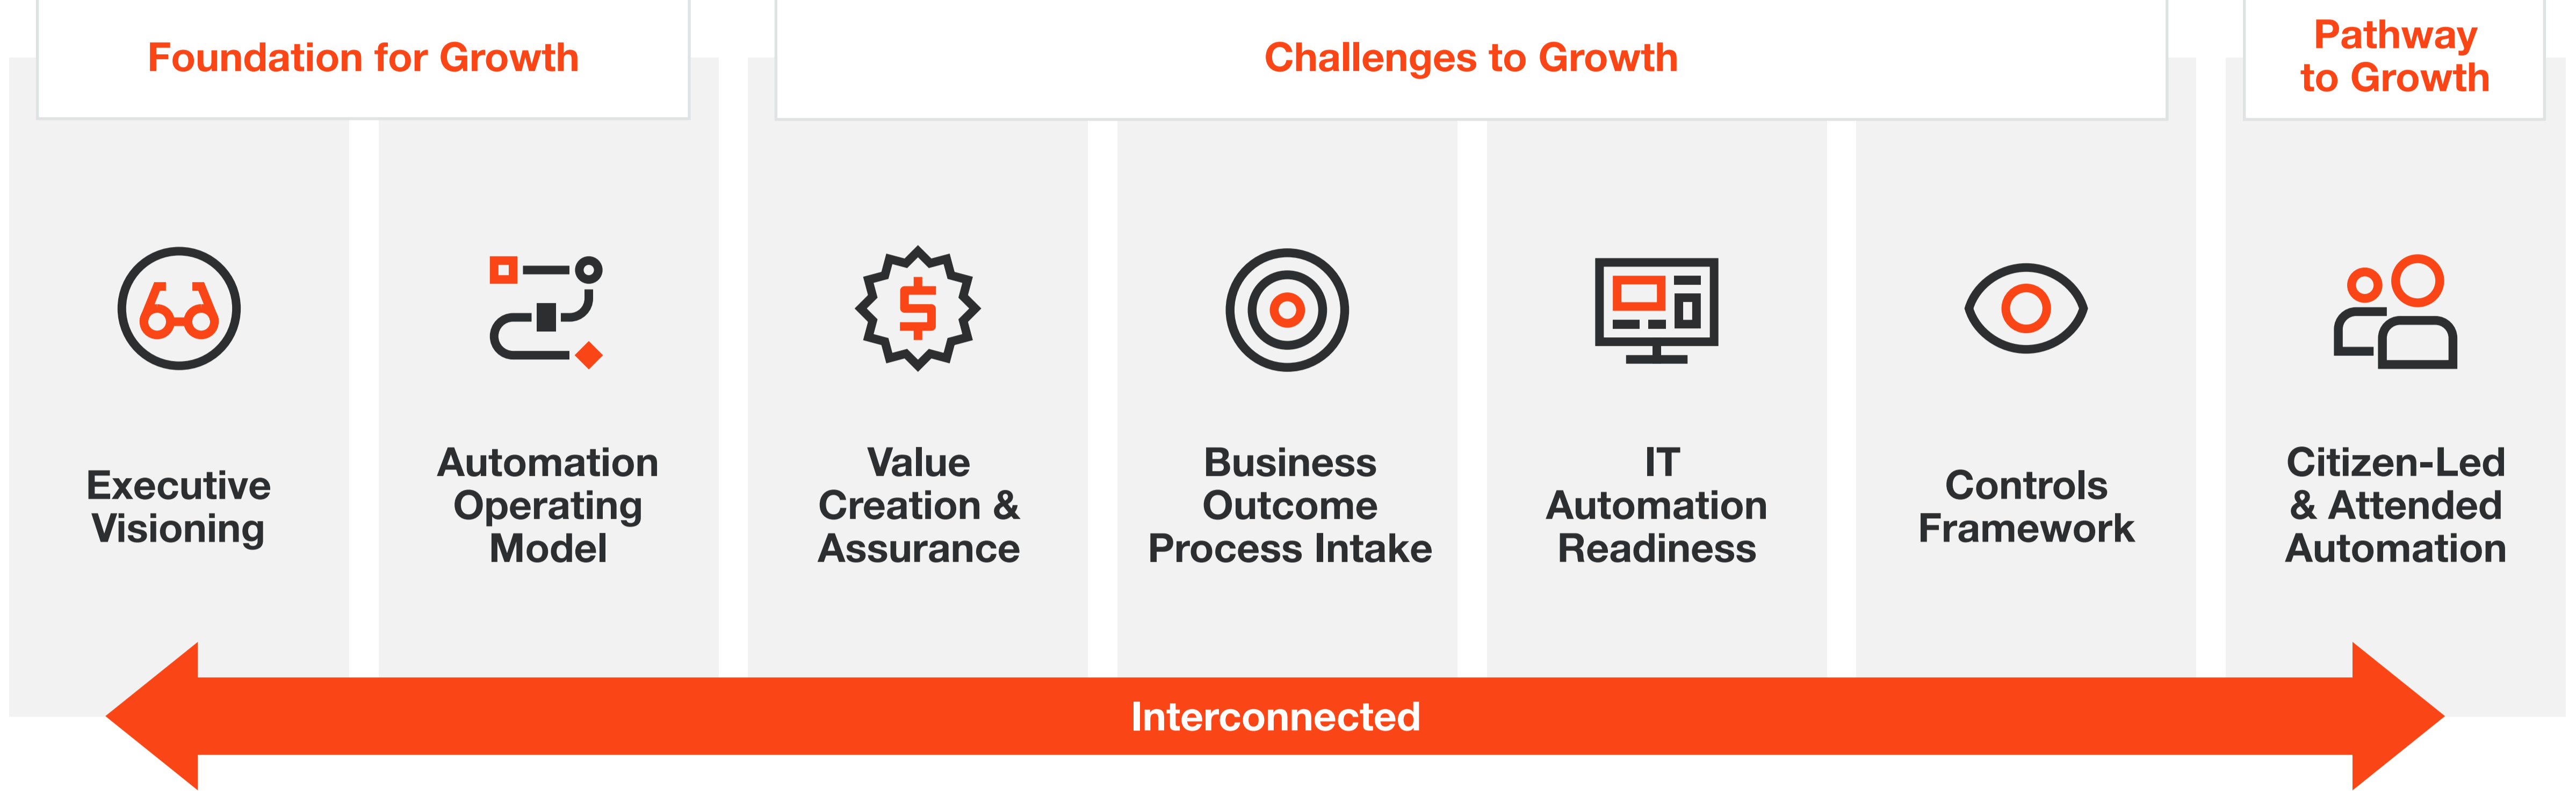 Foundation for Growth
Challenges to Growth
Pathway
to Growth
Executive
Visioning
Automation
Operating
Model
$
Value
Creation &
Assurance
Business
Outcome
Process Intake
IT
Automation
Readiness
Controls
Framework
Citizen-Led
& Attended
Automation
Interconnected